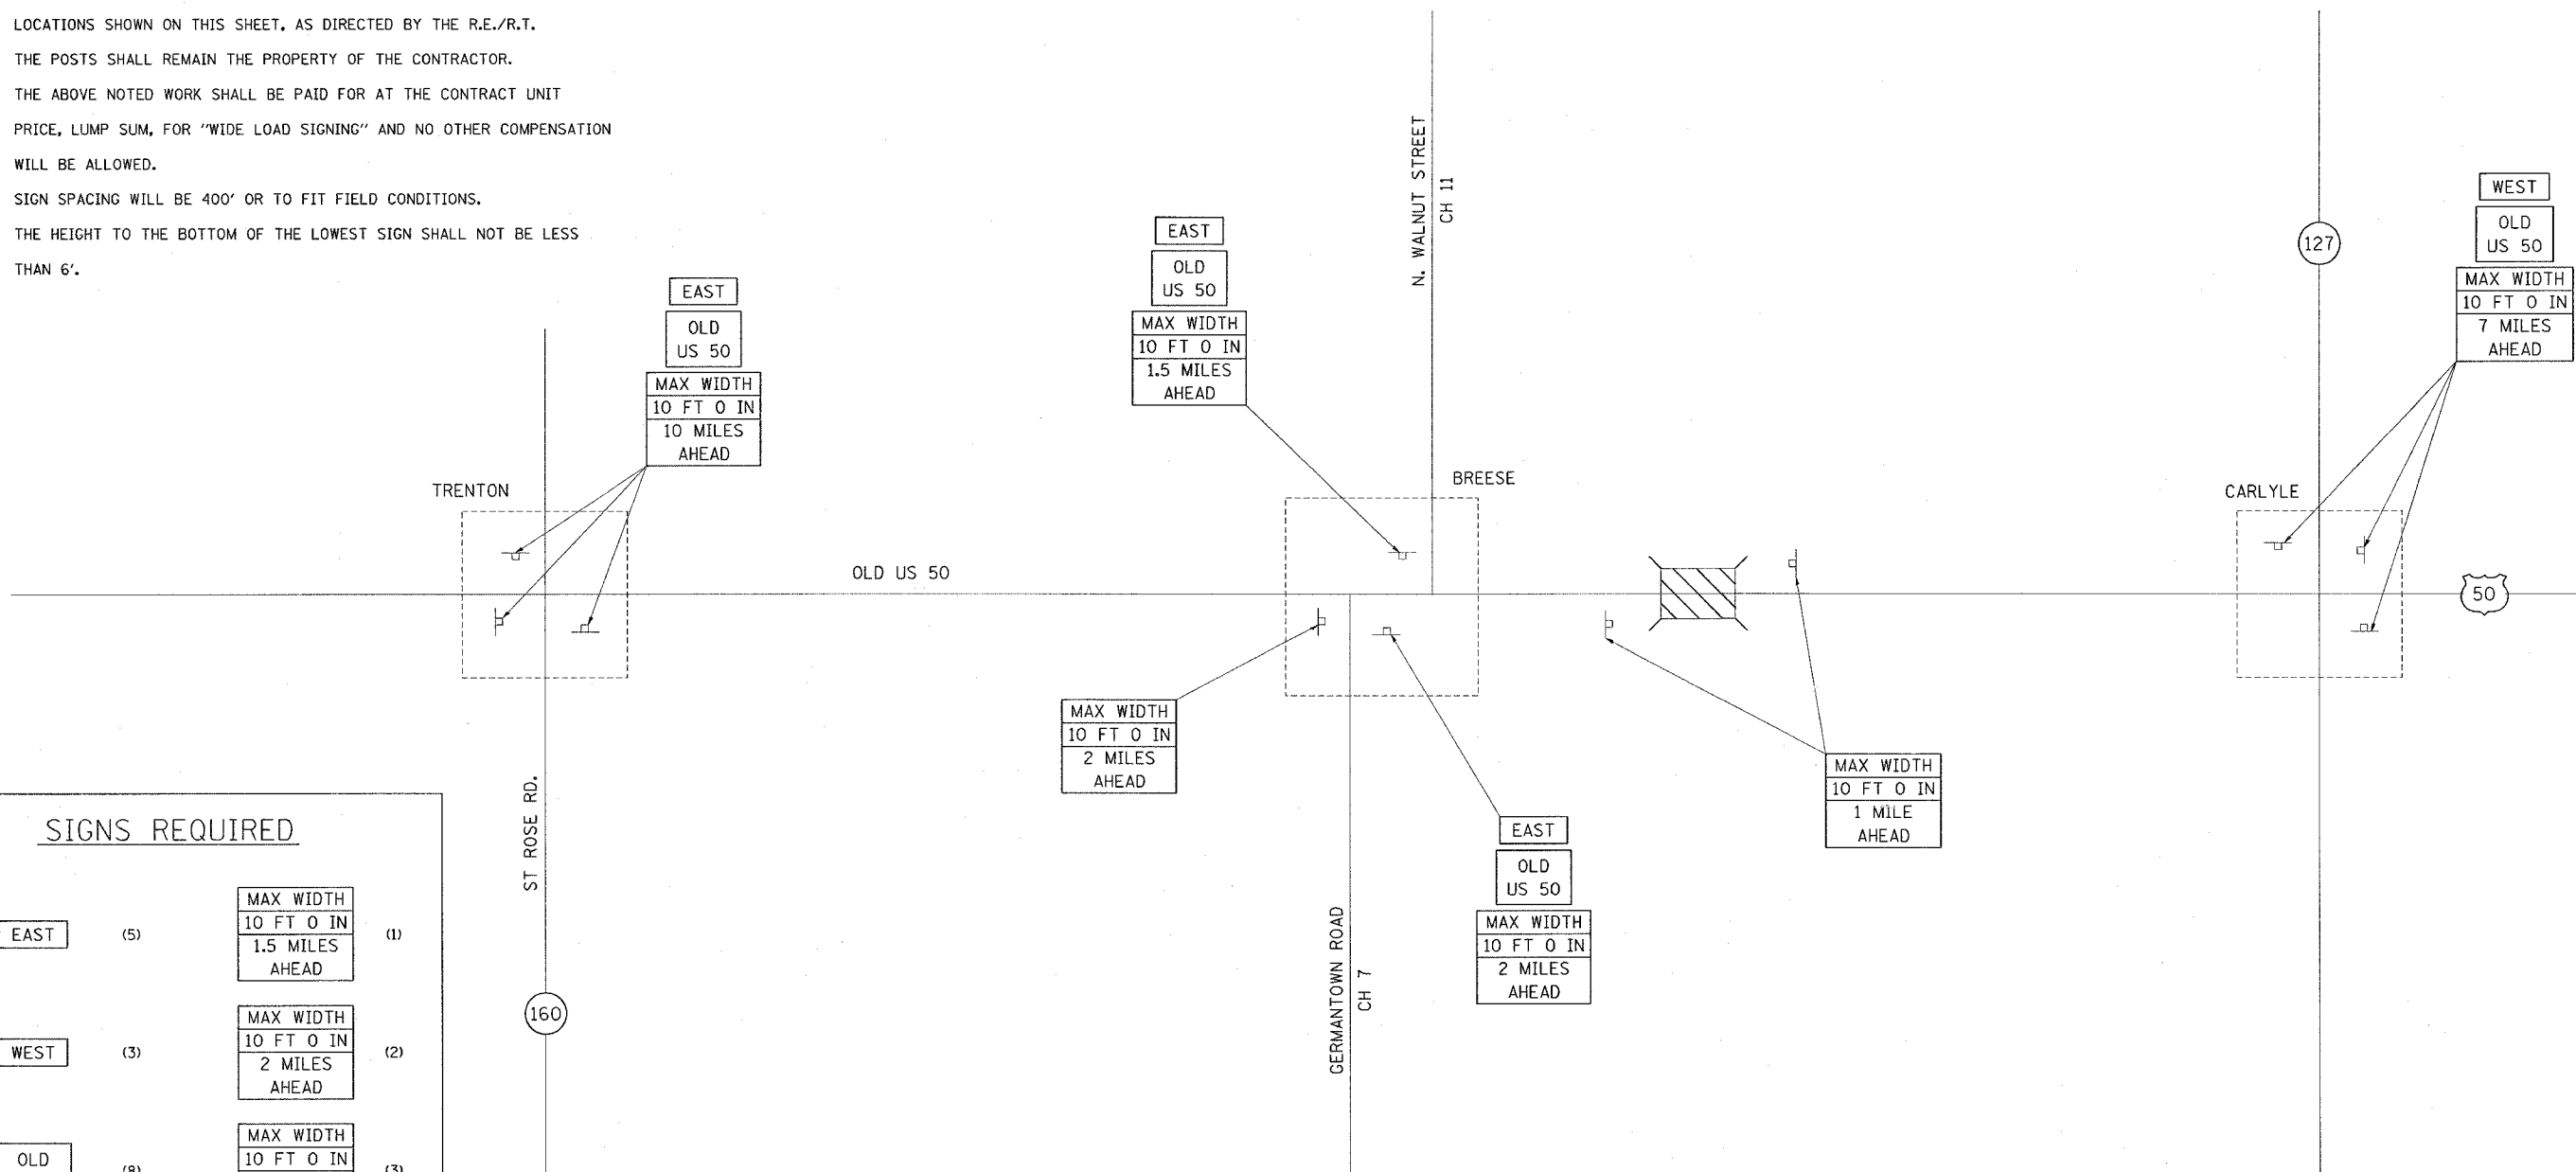 LOCATIONS SHOWN ON THIS SHEET, AS DIRECTED BY THE R.E./R.T.
THE POSTS SHALL REMAIN THE PROPERTY OF THE CONTRACTOR.
THE ABOVE NOTED WORK SHALL BE PAID FOR AT THE CONTRACT UNIT
PRICE, LUMP SUM, FOR "WIDE LOAD SIGNING" AND NO OTHER COMPENSATION
WILL BE ALLOWED.
SIGN SPACING WILL BE 400' OR TO FIT FIELD CONDITIONS.
THE HEIGHT TO THE BOTTOM OF THE LOWEST SIGN SHALL NOT BE LESS
THAN 6'.
EAST
OLD
US 50
MAX WIDTH
10 FT 0 IN
10 MILES
AHEAD
TRENTON
OLD US 50
ST ROSE RD.
160
EAST
OLD
US 50
MAX WIDTH
10 FT 0 IN
1.5 MILES
AHEAD
N. WALNUT STREET
CH 11
BREESE
MAX WIDTH
10 FT 0 IN
2 MILES
AHEAD
EAST
OLD
US 50
MAX WIDTH
10 FT 0 IN
2 MILES
AHEAD
GERMANTOWN ROAD
CH 7
MAX WIDTH
10 FT 0 IN
1 MILE
AHEAD
127
WEST
OLD
US 50
MAX WIDTH
10 FT 0 IN
7 MILES
AHEAD
CARLYLE
50
SIGNS REQUIRED
EAST (5)
MAX WIDTH
10 FT 0 IN
1.5 MILES
AHEAD
(1)
WEST (3)
MAX WIDTH
10 FT 0 IN
2 MILES
AHEAD
(2)
OLD
(8)
MAX WIDTH
10 FT 0 IN
(3)